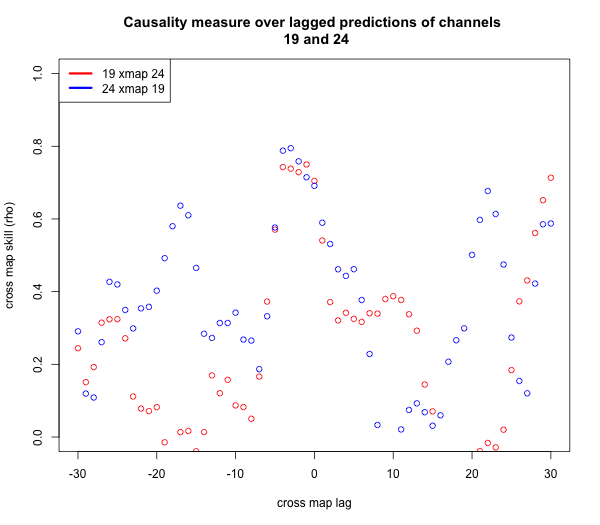 Causality measure over lagged predictions of channels
19 and 24
19 xmap 24
24 xmap 19
cross map skill (rho)
1.0
0.8
0.6
0.4
0.2
0.0
-30 -20 -10 0 10 20 30
cross map lag